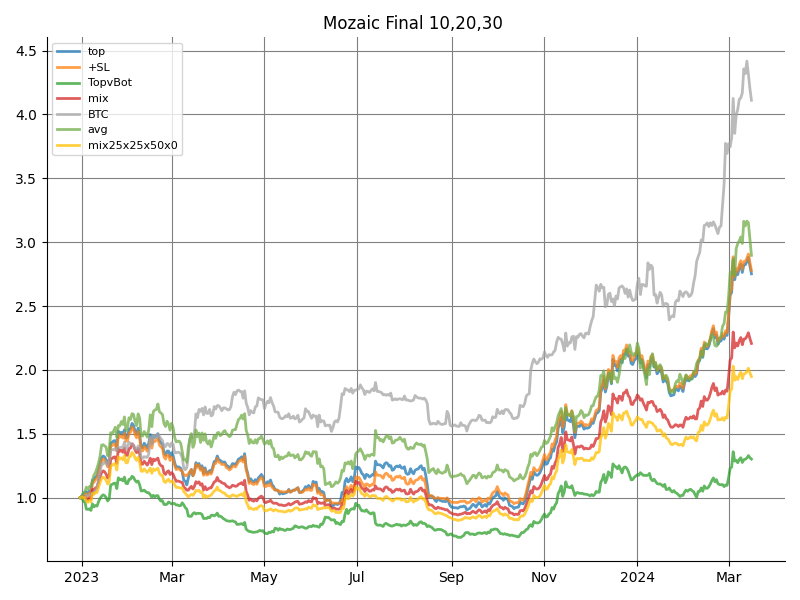 Mozaic Final 10,20,30
top
+SL
TopvBot
mix
BTC
avg
mix25x25x50x0
4.5
4.0
3.5
3.0
2.5
2.0
1.5
1.0
2023 Mar May Jul Sep Nov 2024 Mar